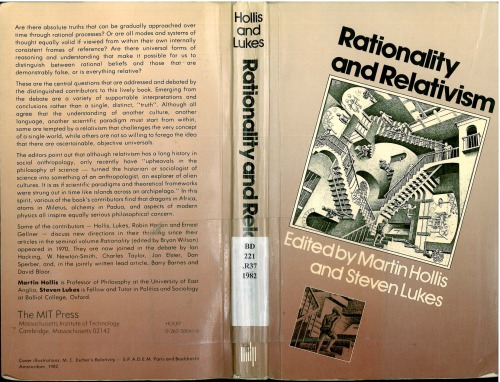 Are there absolute truths that can be gradually approached over
time through rational processes? Or are all modes and systems of
thought equally valid if viewed from within their own internally
consistent frames of reference? Are there universal forms of
reasoning and understanding that make it possible for us to
distinguish between rational beliefs and those that are
demonstrably false, or is everything relative?
These are the central questions that are addressed and debated by
the distinguished contributors to this lively book. Emerging from
the debate are a variety of supportable interpretations and
conclusions rather than a single, distinct, "truth". Although all
agree that the understanding of another culture, another
language, another scientific paradigm must start from within,
some are tempted by a relativism that challenges the very concept
of a single world, while others are not so willing to forego the idea
that there are ascertainable, objective universals.
The editors point out that although relativism has a long history in
social anthropology, only recently have "upheavals in the
philosophy of science — turned the historian or sociologist of
science into something of an anthropologist, an explorer of alien
cultures. It is as if scientific paradigms and theoretical frameworks
were strung out in time like islands across an archipelago." In this
spirit, various of the book's contributors find that dragons in Africa,
atoms in Miletus, alchemy in Padua, and aspects of modern
physics all inspire equally serious philosophical concern.
Some of the contributors — Hollis, Lukes, Robin Horton and Ernest
Gellner — discuss new directions in their thinking since their
articles in the seminal volume Rationality (edited by Bryan Wilson)
appeared in 1970. They are now joined in the debate by Ian
Hacking, W. Newton-Smith, Charles Taylor, Jon Elster, Dan
Sperber, and, in the jointly written lead article, Barry Barnes and
David Bloor.
Martin Hollis is Professor of Philosophy at the University of East
Anglia, Steven Lukes is Fellow and Tutor in Politics and Sociology
at Balliol College, Oxford.
The MIT Press
Massachusetts Institute of Technology
Cambridge, Massachusetts 02142
Cover illustrations: M. C. Escher's Relativity — S.P.A.D.E.M. Paris and Beeldrecht
Amsterdam, 1982
Hollis
and
Lukes
Rationality and Rel
BD
221
.R37
1982
Rationality
and Relativism
Edited by Martin Hollis
and Steven Lukes